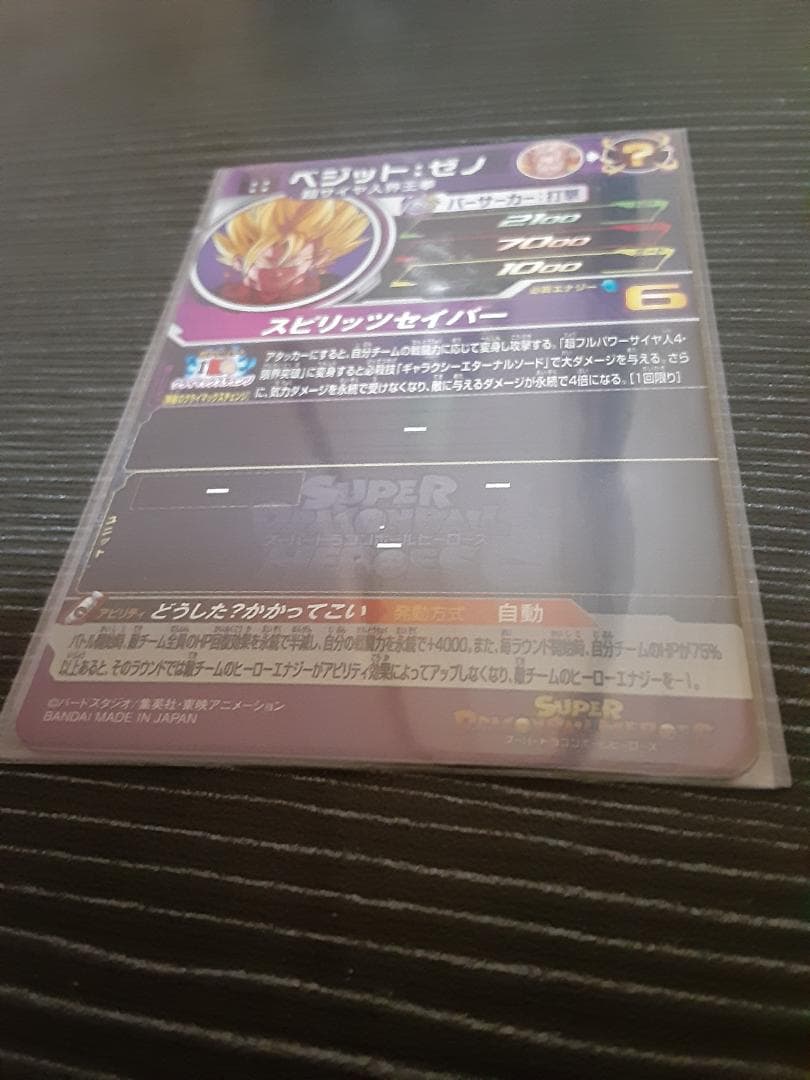 ベジット：ゼノ
超サイヤ人界王拳
バーサーカー：打撃
2100
7000
1000
必殺エナジー 6
スピリッツセイバー
アタッカーにすると、自分チームの戦闘力に応じて変身し攻撃する。「超フルパワーサイヤ人4・
限界突破」に変身すると必殺技「ギャラクシーエターナルソード」で大ダメージを与える。さら
に、気力ダメージを永続で受けなくなり、敵に与えるダメージが永続で4倍になる。[1回限り]
ー
ー ー
ー
SUPER
DRAGONBALL
スーパードラゴンボールヒーローズ
HEROES
アビリティ どうした?かかってこい 発動方式 自動
バトル開始時、敵チーム全員のHP回復効果を永続で半減し、自分の戦闘力を永続で+4000。また、毎ラウンド開始時、自分チームのHPが75%
以上あると、そのラウンドでは敵チームのヒーローエナジーがアビリティ効果によってアップしなくなり、敵チームのヒーローエナジーを-1。
©バードスタジオ/集英社・東映アニメーション
BANDAI MADE IN JAPAN
SUPER
DRAGONBALL HEROES
スーパードラゴンボールヒーローズ